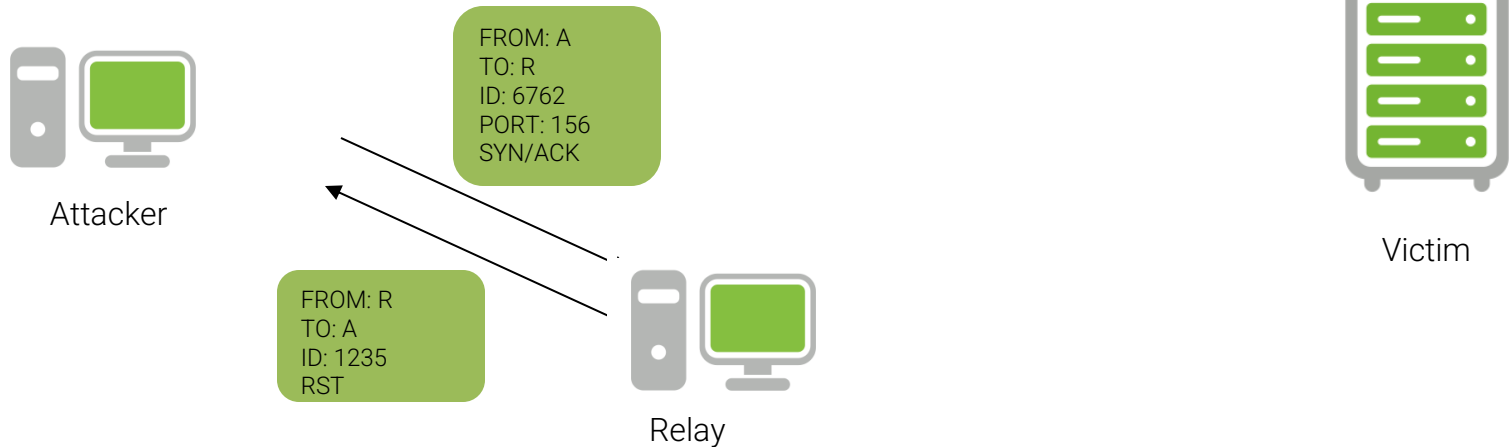 FROM: A
TO: R
ID: 6762
PORT: 156
SYN/ACK
Attacker
Victim
FROM: R
TO: A
ID: 1235
RST
Relay